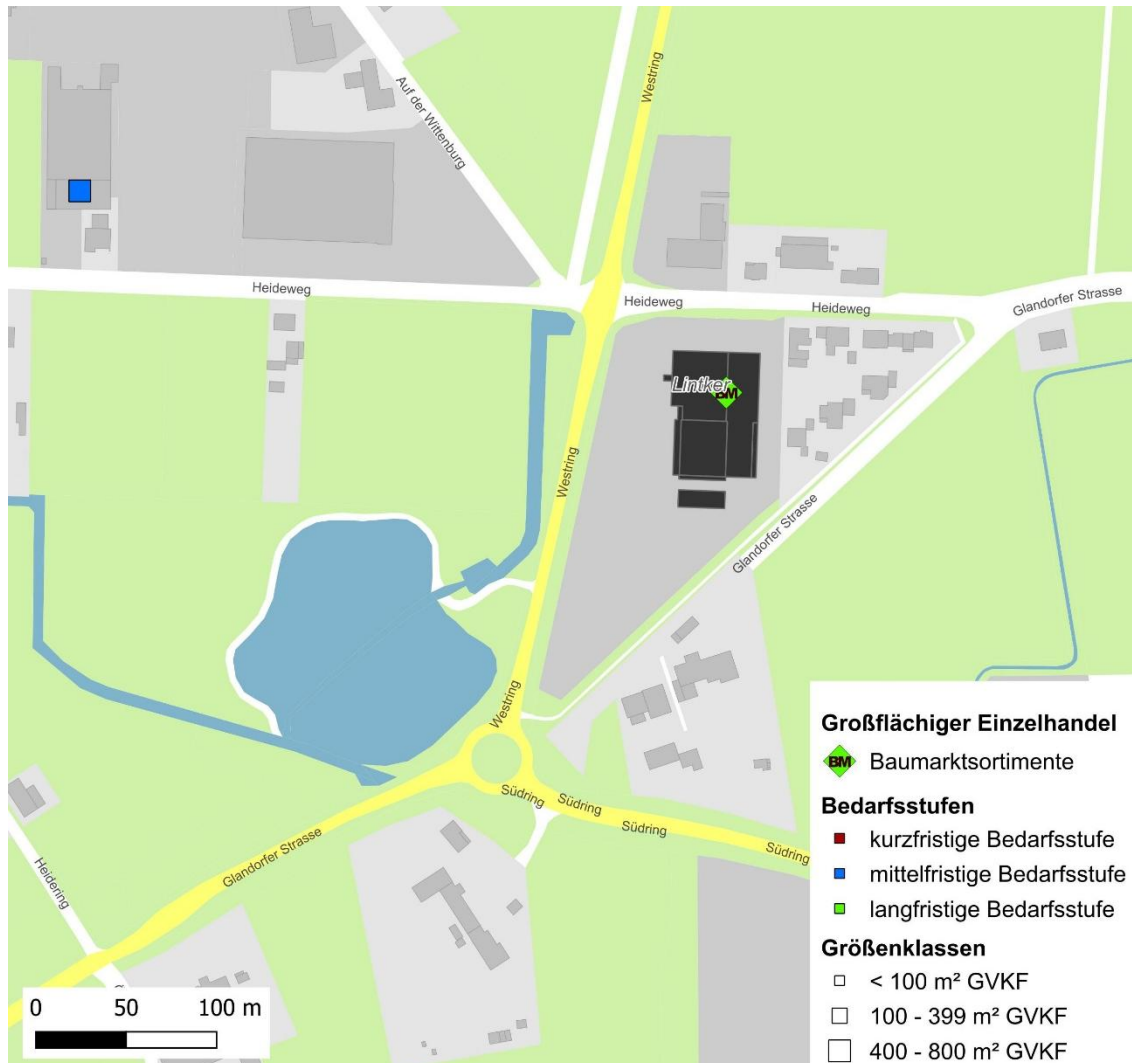 Westring
Auf der Wittenburg
Heideweg
Heideweg
Heideweg
Glandorfer Strasse
Lintker
BM
Westring
Glandorfer Strasse
Westring
Südring
Südring
Südring
Südring
Glandorfer Strasse
Heidering
Großflächiger Einzelhandel
BM Baumarktsortimente
Bedarfsstufen
kurzfristige Bedarfsstufe
mittelfristige Bedarfsstufe
langfristige Bedarfsstufe
Größenklassen
< 100 m² GVKF
100 - 399 m² GVKF
400 - 800 m² GVKF
0 50 100 m